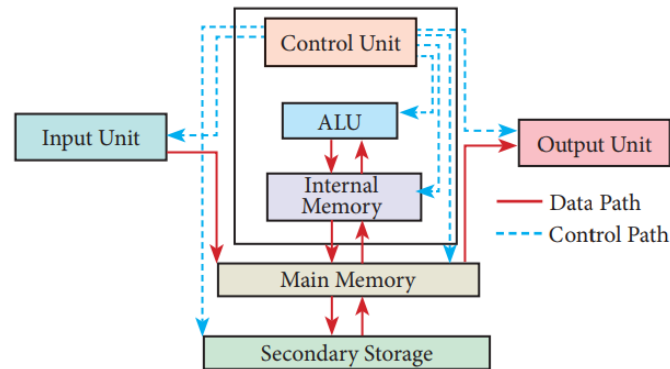 Control Unit
Input Unit
ALU
Output Unit
Internal
Memory
Data Path
Control Path
Main Memory
Secondary Storage